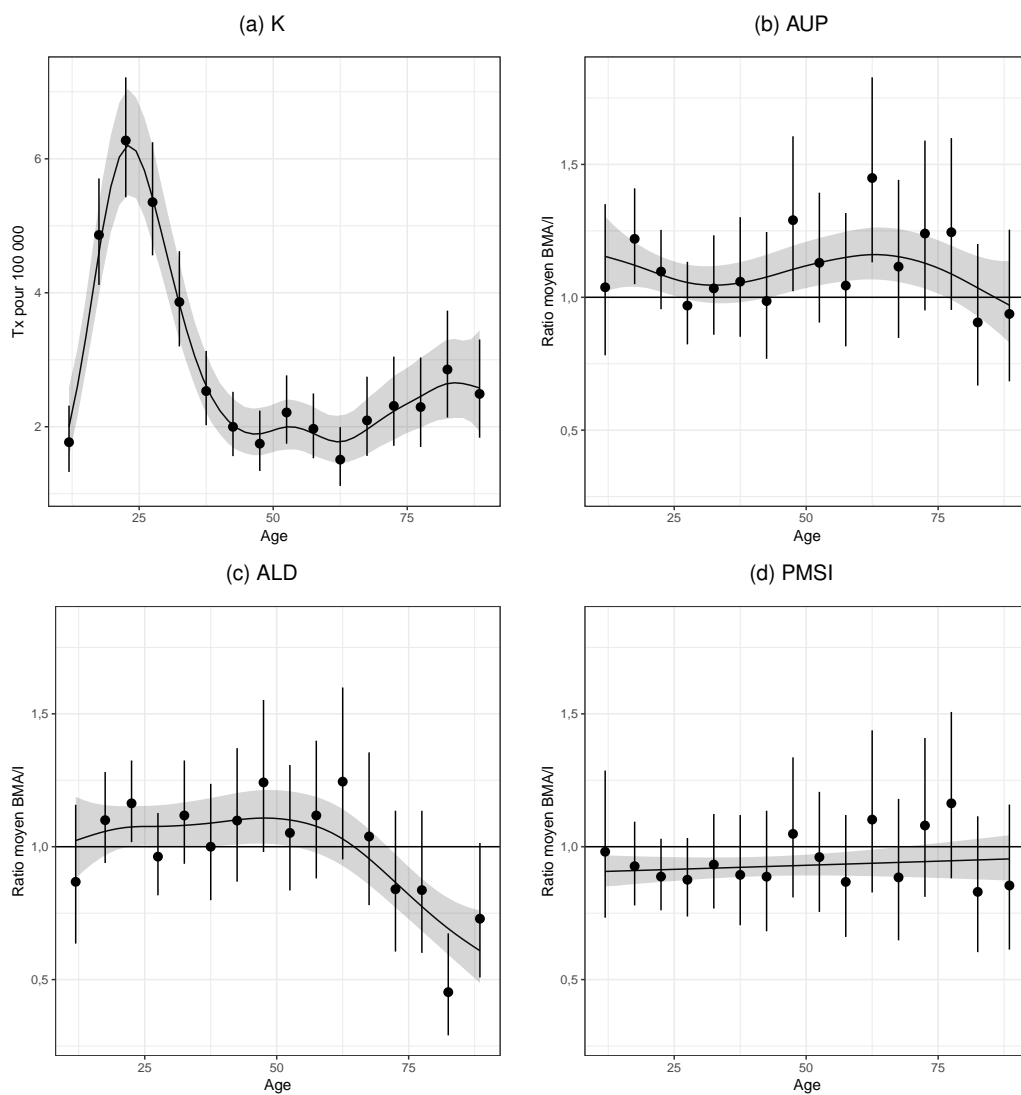 (a) K
Tx pour 100 000
6
4
2
25
50
75
Age
(b) AUP
Ratio moyen BMA/I
1,5
1,0
0,5
25
50
75
Age
(c) ALD
Ratio moyen BMA/I
1,5
1,0
0,5
25
50
75
Age
(d) PMSI
Ratio moyen BMA/I
1,5
1,0
0,5
25
50
75
Age